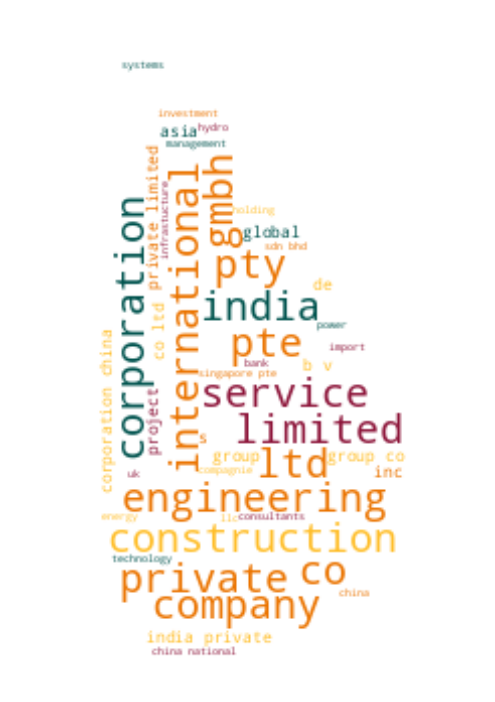 systems
investment
asia
hydro
management
private limited
infrastucture
gmbh
international
corporation
holding
global
sdn bhd
pty
de
india
power
co ltd
pte
import
corporation china
bank
b v
singapore pte
service
project
limited
s
group
ltd
group co
compagnie
inc
uk
engineering
energy
llc
consultants
construction
technology
private
co
china
company
india private
china national